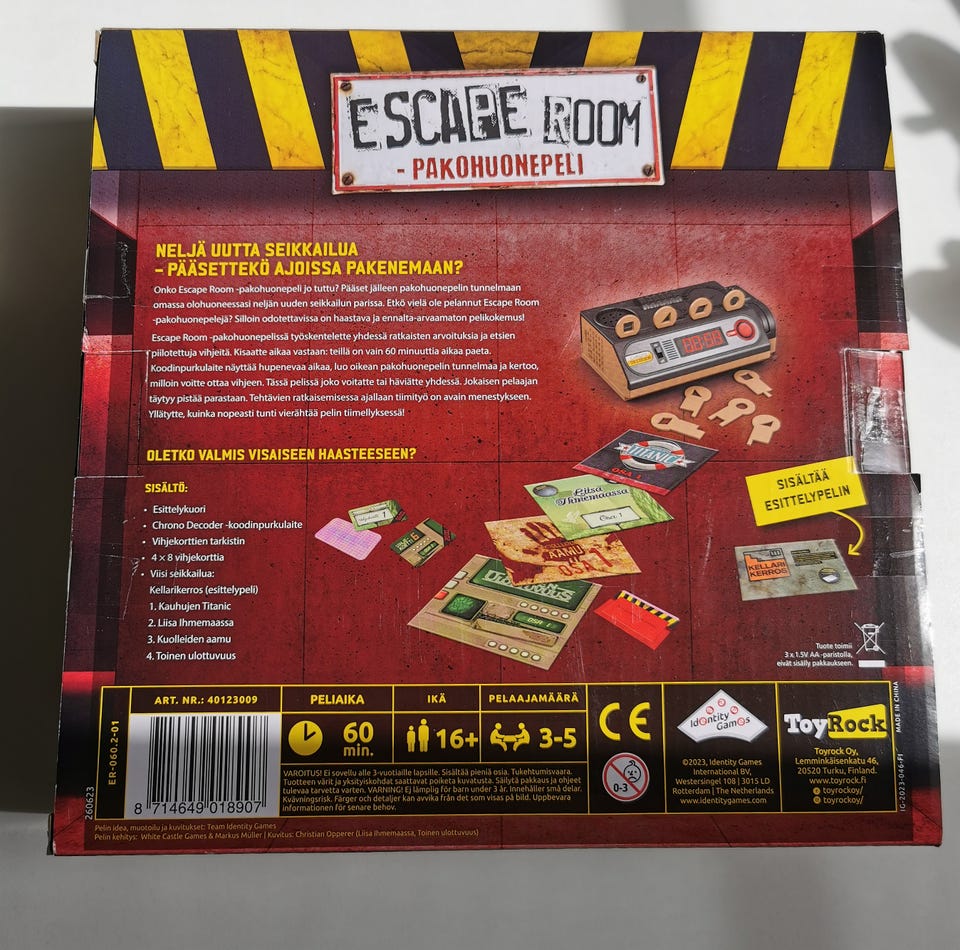 ESCAPE ROOM
- PAKOHUONEPELI
NELJÄ UUTTA SEIKKAILUA
- PÄÄSETTEKÖ AJOISSA PAKENEMAAN?
Onko Escape Room -pakohuonepeli jo tuttu? Pääset jälleen pakohuonepelin tunnelmaan
omassa olohuoneessasi neljän uuden seikkailun parissa. Etkö vielä ole pelannut Escape Room
-pakohuonepelejä? Silloin odotettavissa on haastava ja ennalta-arvaamaton pelikokemus!
Escape Room -pakohuonepelissä työskentelette yhdessä ratkaisten arvoituksia ja etsien
piilotettuja vihjeitä. Kisaatte aikaa vastaan: teillä on vain 60 minuuttia aikaa paeta.
Koodinpurkulaite näyttää hupenevaa aikaa, luo oikean pakohuonepelin tunnelmaa ja kertoo,
milloin voitte ottaa vihjeen. Tässä pelissä joko voitatte tai häviätte yhdessä. Jokaisen pelaajan
täytyy pistää parastaan. Tehtävien ratkaisemisessa ajallaan tiimityö on avain menestykseen.
Yllätytte, kuinka nopeasti tunti vierähtää pelin tiimellyksessä!
OLETKO VALMIS VISAISEEN HAASTEESEEN?
SISÄLTÖ:
• Esittelykuori
• Chrono Decoder -koodinpurkulaite
• Vihjekorttien tarkistin
• 4 × 8 vihjekorttia
• Viisi seikkailua:
Kellarikerros (esittelypeli)
1. Kauhujen Titanic
2. Liisa Ihmemaassa
3. Kuolleiden aamu
4. Toinen ulottuvuus
TITANIC
OSA 1
Liisa
Ihmemaassa
Osa 1
AAMU
OSA 1
OSA 1
SISÄLTÄÄ
ESITTELYPELIN
KELLARI
KERROS
Tuote toimii
3 x 1.5V AA -paristolla,
eivät sisälly pakkaukseen.
ART. NR.: 40123009
8 714649 018907
PELIAIKA
60
min.
IKÄ
16+
PELAAJAMÄÄRÄ
3-5
VAROITUS! Ei sovellu alle 3-vuotiaille lapsille. Sisältää pieniä osia. Tukehtumisvaara.
Tuotteen värit ja yksityiskohdat saattavat poiketa kuvatusta. Säilytä pakkaus ja ohjeet
tulevaa tarvetta varten. VARNING! Ej lämplig för barn under 3 år. Innehåller små delar.
Kvävningsrisk. Färger och detaljer kan avvika från det som visas på bild. Uppbevara
informationen för senare behov.
CE
0-3
Identity
Games
©2023, Identity Games
International BV,
Westersingel 108 | 3015 LD
Rotterdam | The Netherlands
www.identitygames.com
ToyRock
Toyrock Oy,
Lemminkäisenkatu 46,
20520 Turku, Finland.
www.toyrock.fi
toyrockoy/
toyrockoy/
MADE IN CHINA
IG-2023-046-FI
ER-060.2-01
260623
Pelin idea, muotoilu ja kuvitukset: Team Identity Games
Pelin kehitys: White Castle Games & Markus Müller | Kuvitus: Christian Opperer (Liisa Ihmemaassa, Toinen ulottuvuus)